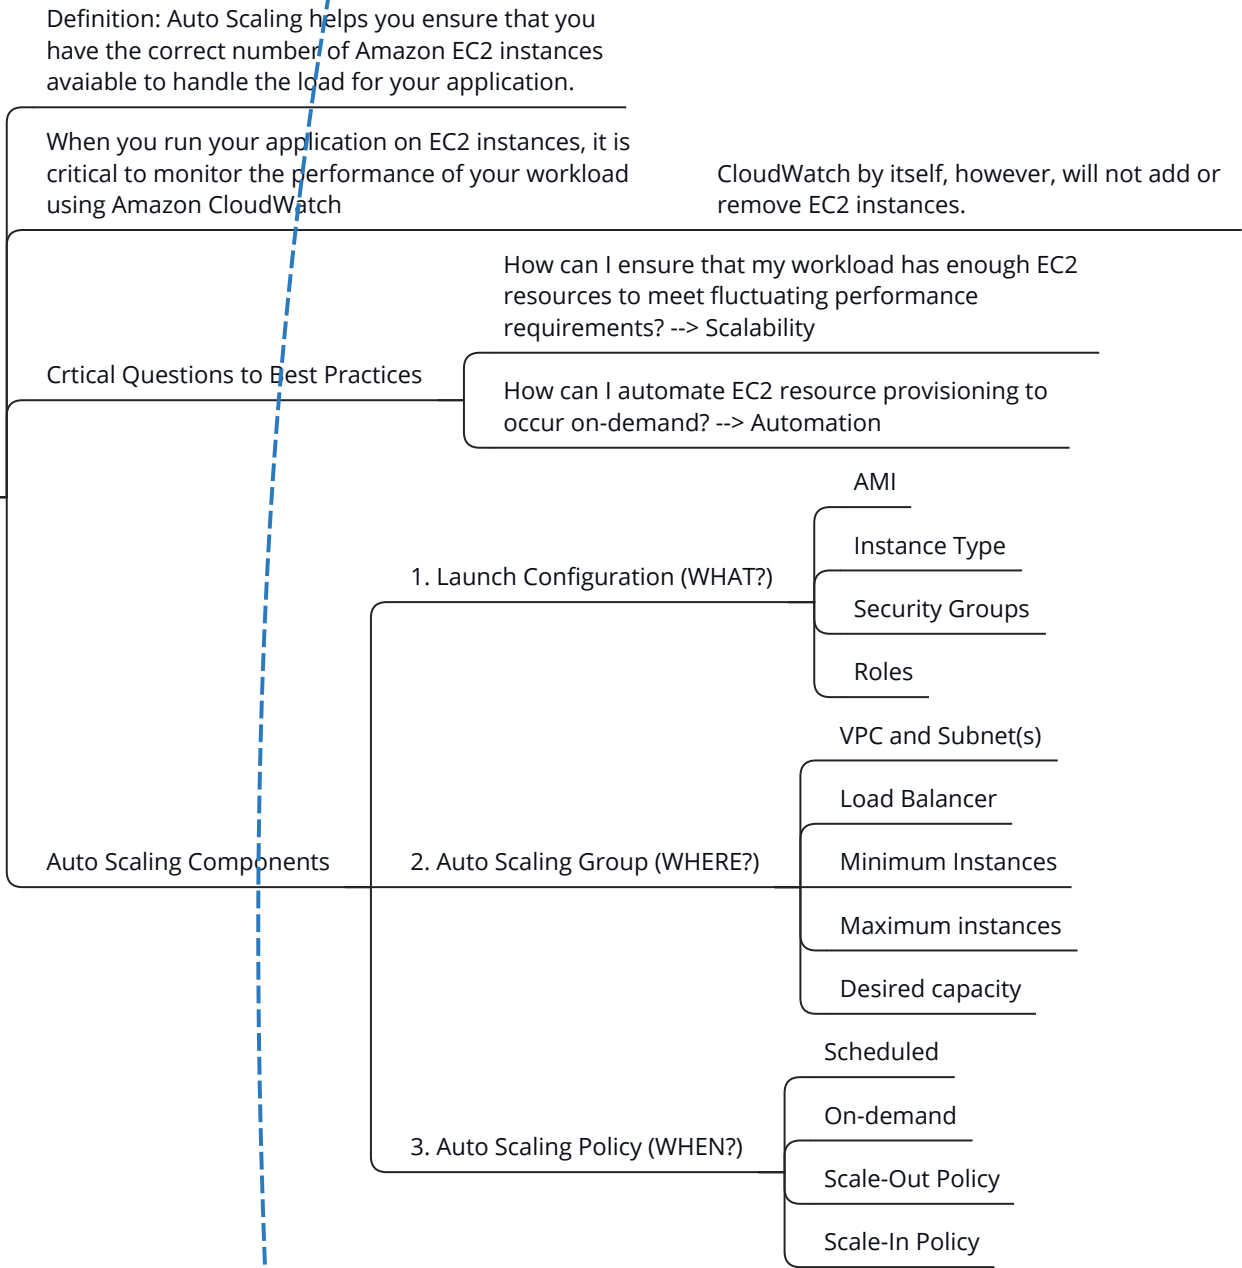 Definition: Auto Scaling helps you ensure that you
have the correct number of Amazon EC2 instances
avaiable to handle the load for your application.
When you run your application on EC2 instances, it is
critical to monitor the performance of your workload
using Amazon CloudWatch
CloudWatch by itself, however, will not add or
remove EC2 instances.
Crtical Questions to Best Practices
How can I ensure that my workload has enough EC2
resources to meet fluctuating performance
requirements? --> Scalability
How can I automate EC2 resource provisioning to
occur on-demand? --> Automation
Auto Scaling Components
1. Launch Configuration (WHAT?)
AMI
Instance Type
Security Groups
Roles
2. Auto Scaling Group (WHERE?)
VPC and Subnet(s)
Load Balancer
Minimum Instances
Maximum instances
Desired capacity
3. Auto Scaling Policy (WHEN?)
Scheduled
On-demand
Scale-Out Policy
Scale-In Policy